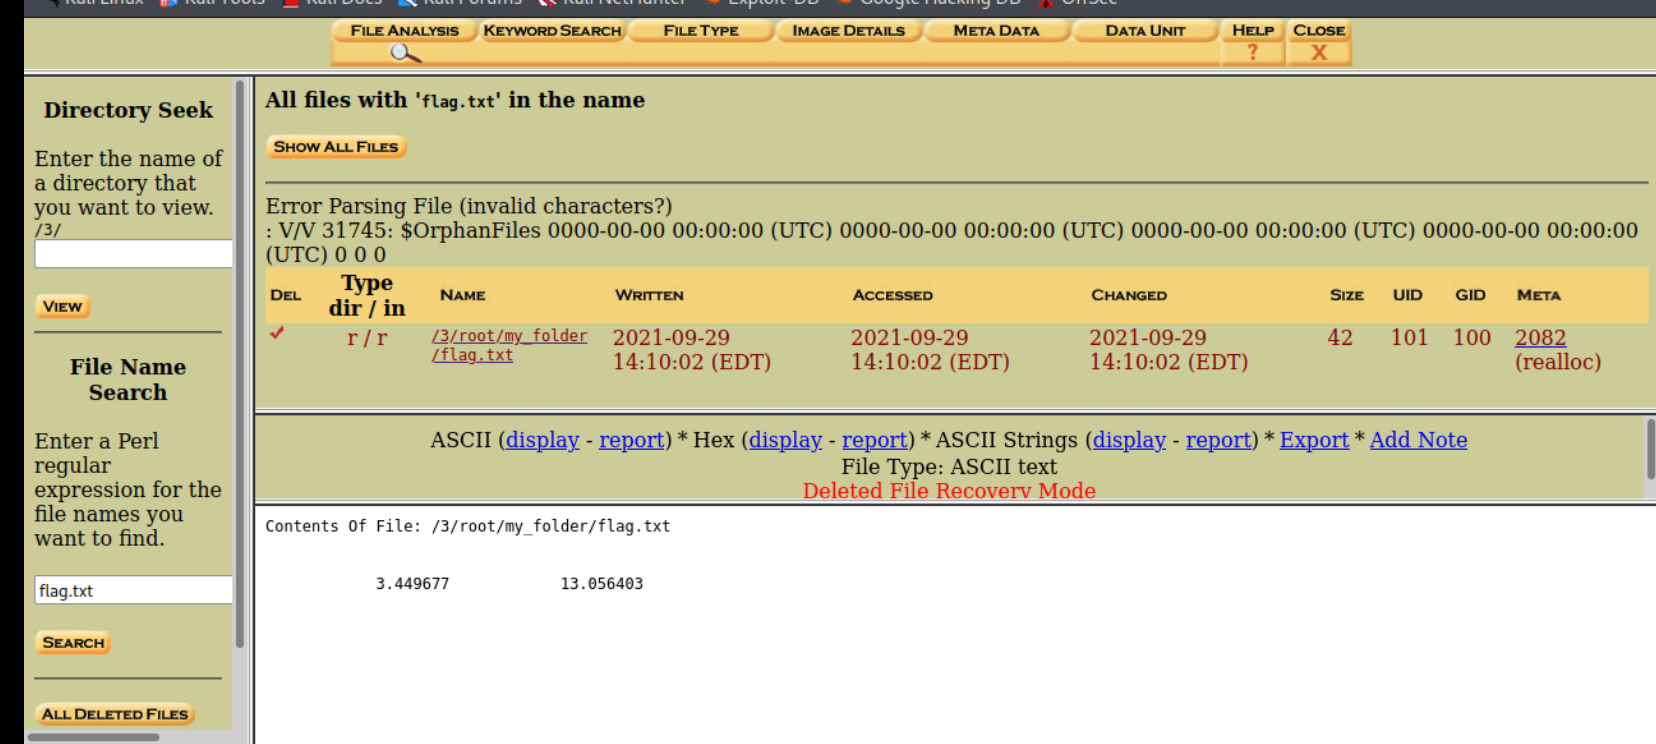 Kali Linux Kali Tools Kali Docs Kali Forums Kali NetHunter Exploit-DB Google Hacking DB OffSec
FILE ANALYSIS KEYWORD SEARCH FILE TYPE IMAGE DETAILS META DATA DATA UNIT HELP CLOSE
? X
Directory Seek
Enter the name of
a directory that
you want to view.
/3/
VIEW
File Name
Search
Enter a Perl
regular
expression for the
file names you
want to find.
flag.txt
SEARCH
ALL DELETED FILES
All files with 'flag.txt' in the name
SHOW ALL FILES
Error Parsing File (invalid characters?)
: V/V 31745: $OrphanFiles 0000-00-00 00:00:00 (UTC) 0000-00-00 00:00:00 (UTC) 0000-00-00 00:00:00 (UTC) 0000-00-00 00:00:00
(UTC) 0 0 0
DEL Type dir / in NAME WRITTEN ACCESSED CHANGED SIZE UID GID META
r / r /3/root/my_folder 2021-09-29 2021-09-29 2021-09-29 42 101 100 2082
/flag.txt 14:10:02 (EDT) 14:10:02 (EDT) 14:10:02 (EDT) (realloc)
ASCII (display - report) * Hex (display - report) * ASCII Strings (display - report) * Export * Add Note
File Type: ASCII text
Deleted File Recovery Mode
Contents Of File: /3/root/my_folder/flag.txt
3.449677 13.056403